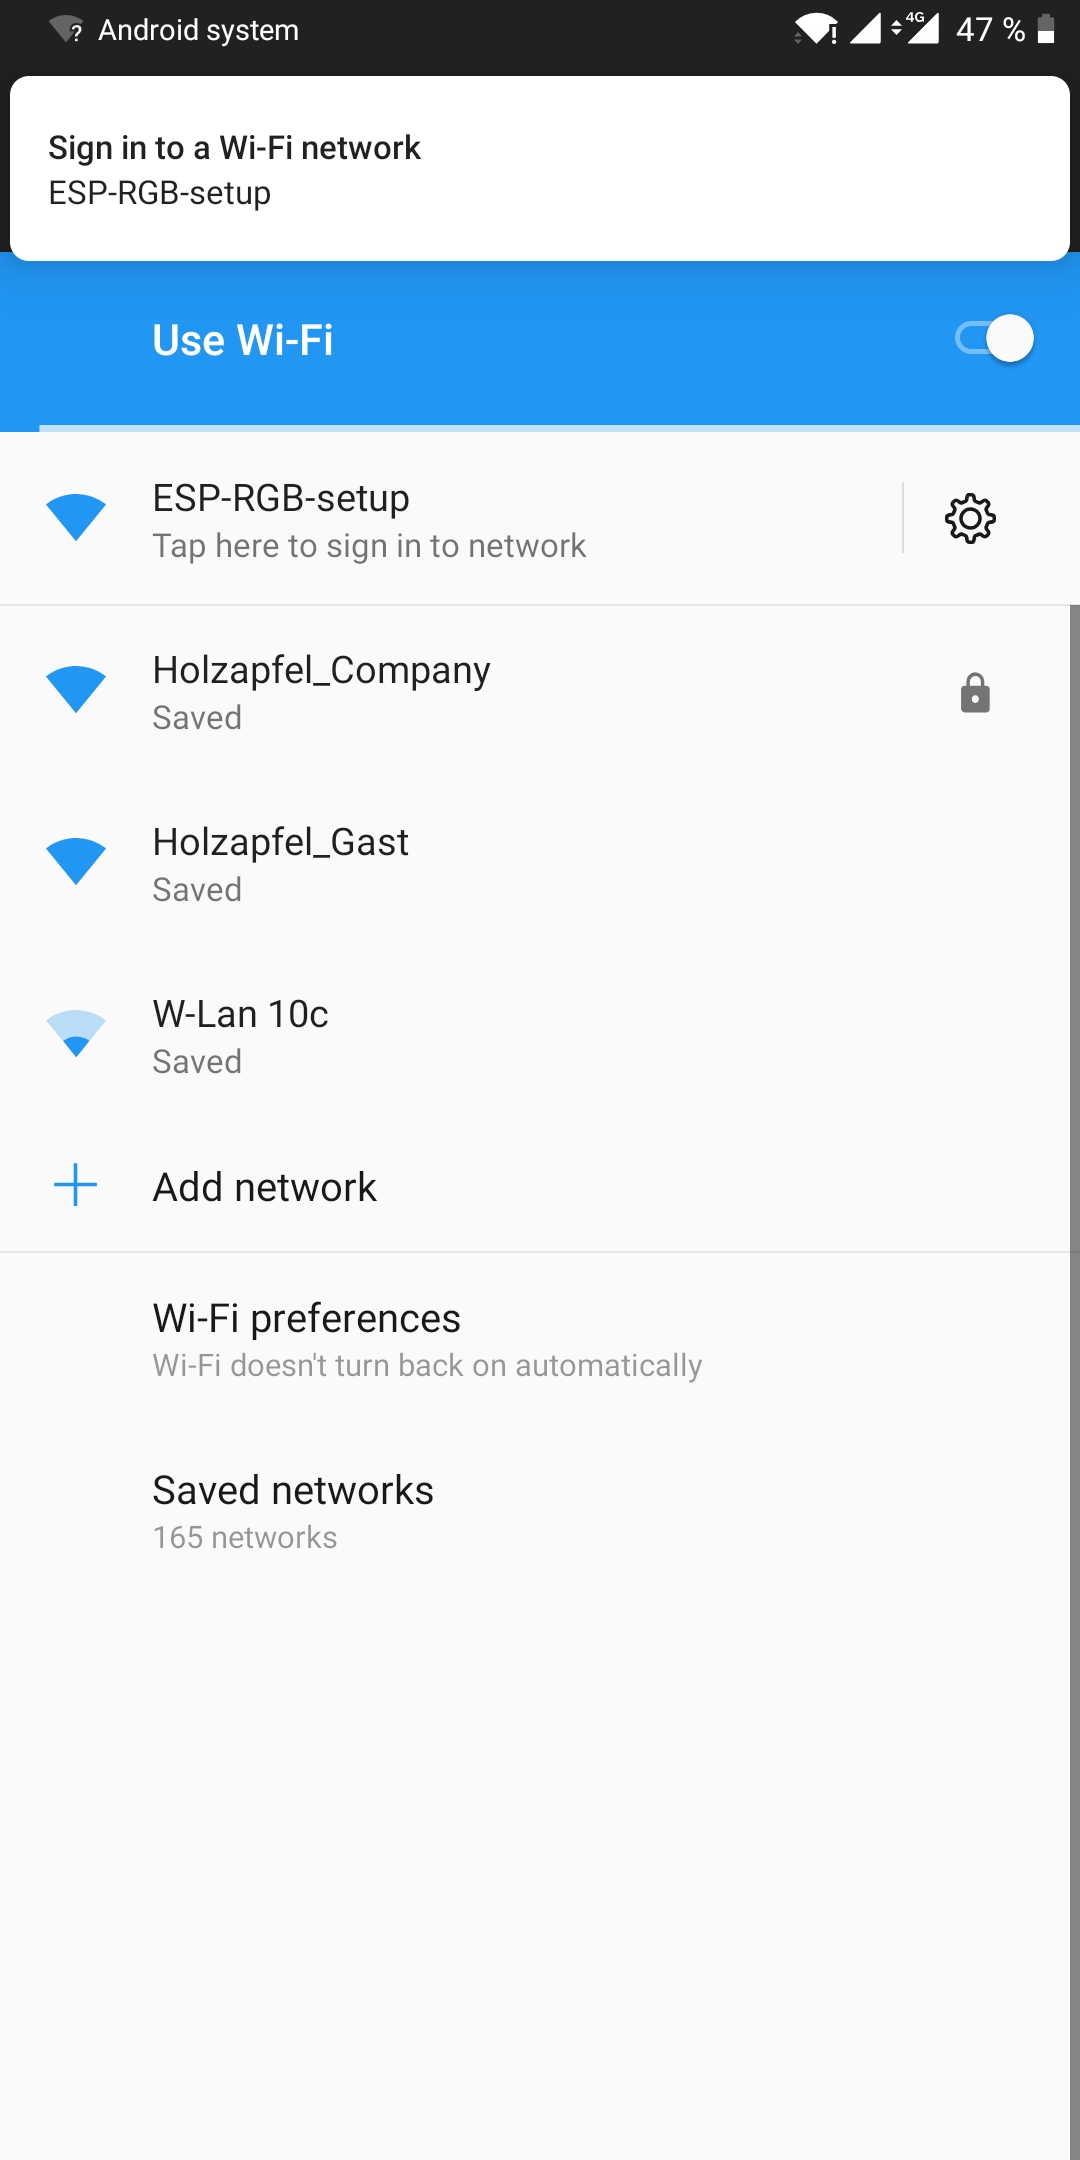 Android system
4G
47 %
Sign in to a Wi-Fi network
ESP-RGB-setup
Use Wi-Fi
ESP-RGB-setup
Tap here to sign in to network
Holzapfel_Company
Saved
Holzapfel_Gast
Saved
W-Lan 10c
Saved
Add network
Wi-Fi preferences
Wi-Fi doesn't turn back on automatically
Saved networks
165 networks